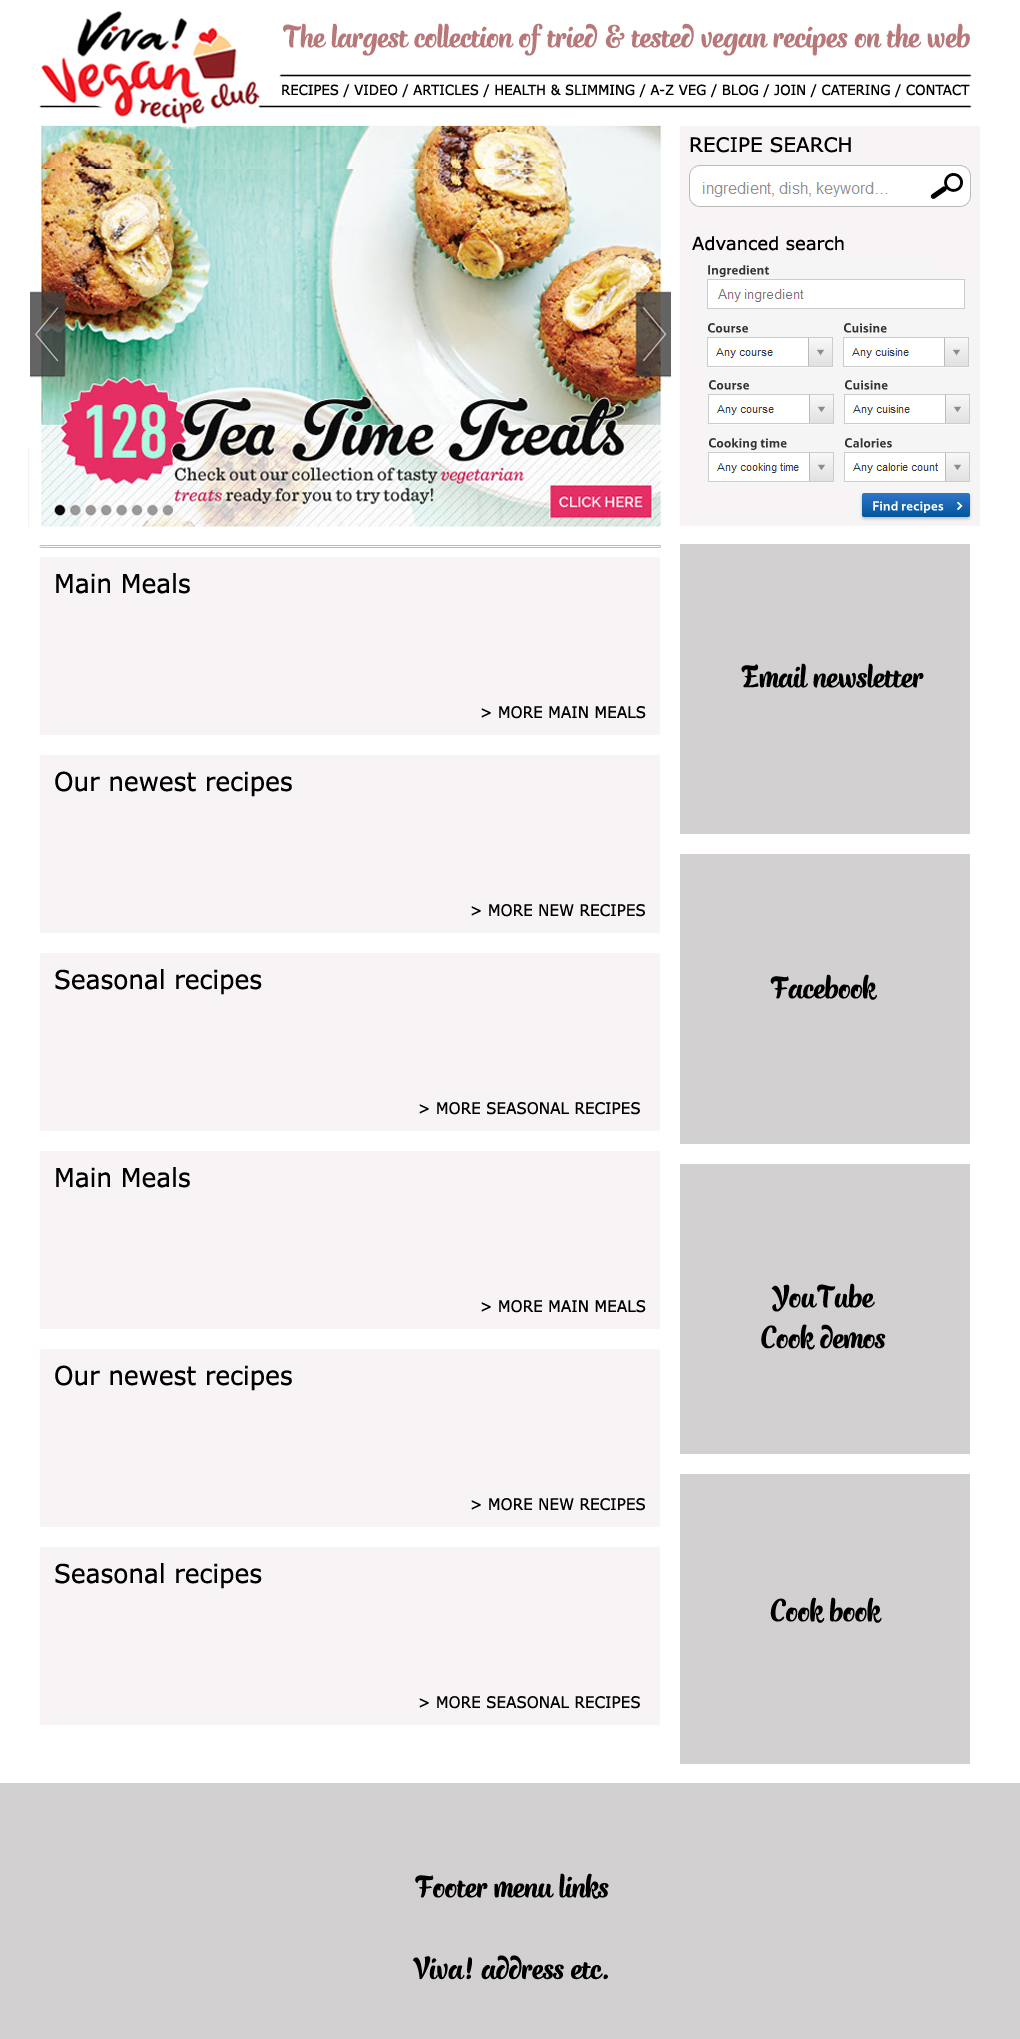 Viva!
Vegan
recipe club
The largest collection of tried & tested vegan recipes on the web
RECIPES / VIDEO / ARTICLES / HEALTH & SLIMMING / A-Z VEG / BLOG / JOIN / CATERING / CONTACT
128 Tea Time Treats
Check out our collection of tasty vegetarian
treats ready for you to try today!
CLICK HERE
RECIPE SEARCH
ingredient, dish, keyword...
Advanced search
Ingredient
Any ingredient
Course Cuisine
Any course Any cuisine
Course Cuisine
Any course Any cuisine
Cooking time Calories
Any cooking time Any calorie count
Find recipes >
Main Meals
> MORE MAIN MEALS
Our newest recipes
> MORE NEW RECIPES
Seasonal recipes
> MORE SEASONAL RECIPES
Main Meals
> MORE MAIN MEALS
Our newest recipes
> MORE NEW RECIPES
Seasonal recipes
> MORE SEASONAL RECIPES
Email newsletter
Facebook
YouTube
Cook demos
Cook book
Footer menu links
Viva! address etc.